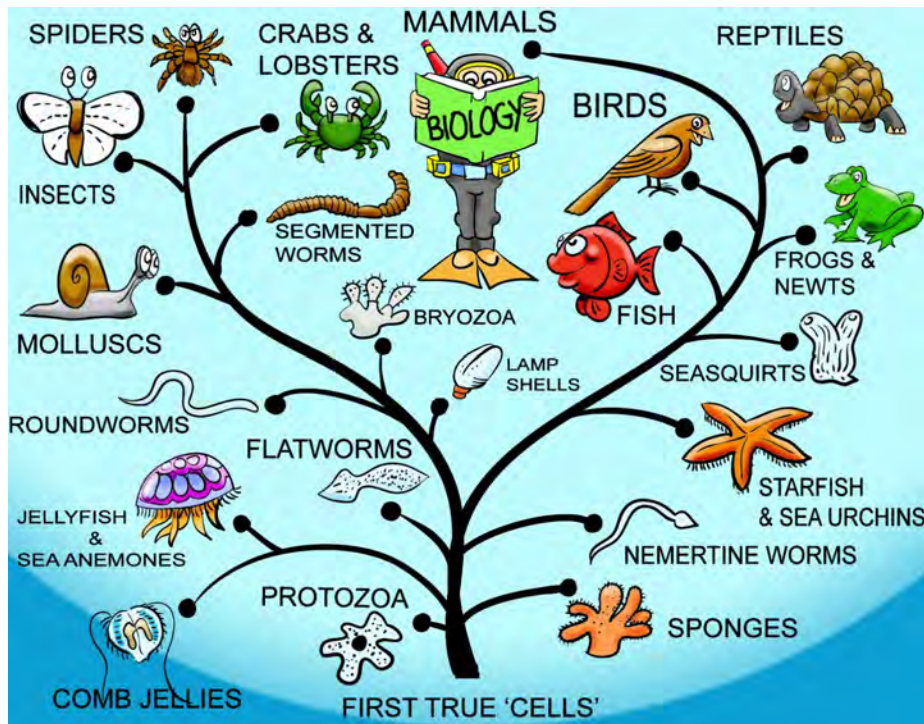 MAMMALS
SPIDERS
CRABS &
LOBSTERS
REPTILES
BIOLOGY
BIRDS
INSECTS
SEGMENTED
WORMS
FROGS &
NEWTS
BRYOZOA
FISH
MOLLUSCS
LAMP
SHELLS
SEASQUIRTS
ROUNDWORMS
FLATWORMS
STARFISH
& SEA URCHINS
JELLYFISH
&
SEA ANEMONES
NEMERTINE WORMS
PROTOZOA
SPONGES
COMB JELLIES
FIRST TRUE 'CELLS'